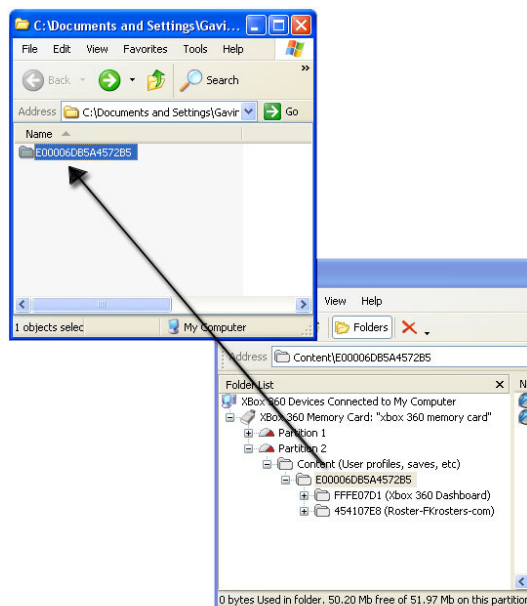 C:\Documents and Settings\Gavi...
File Edit View Favorites Tools Help
Back Search
Address C:\Documents and Settings\Gavir Go
Name
E00006DB5A4572B5
1 objects selec My Computer
View Help
Folders
Address Content\E00006DB5A4572B5
Folder List X N
XBox 360 Devices Connected to My Computer
XBox 360 Memory Card: "xbox 360 memory card"
Partition 1
Partition 2
Content (User profiles, saves, etc)
E00006DB5A4572B5
FFFE07D1 (Xbox 360 Dashboard)
454107E8 (Roster-FKrosters-com)
0 bytes Used in folder. 50.20 Mb free of 51.97 Mb on this partition